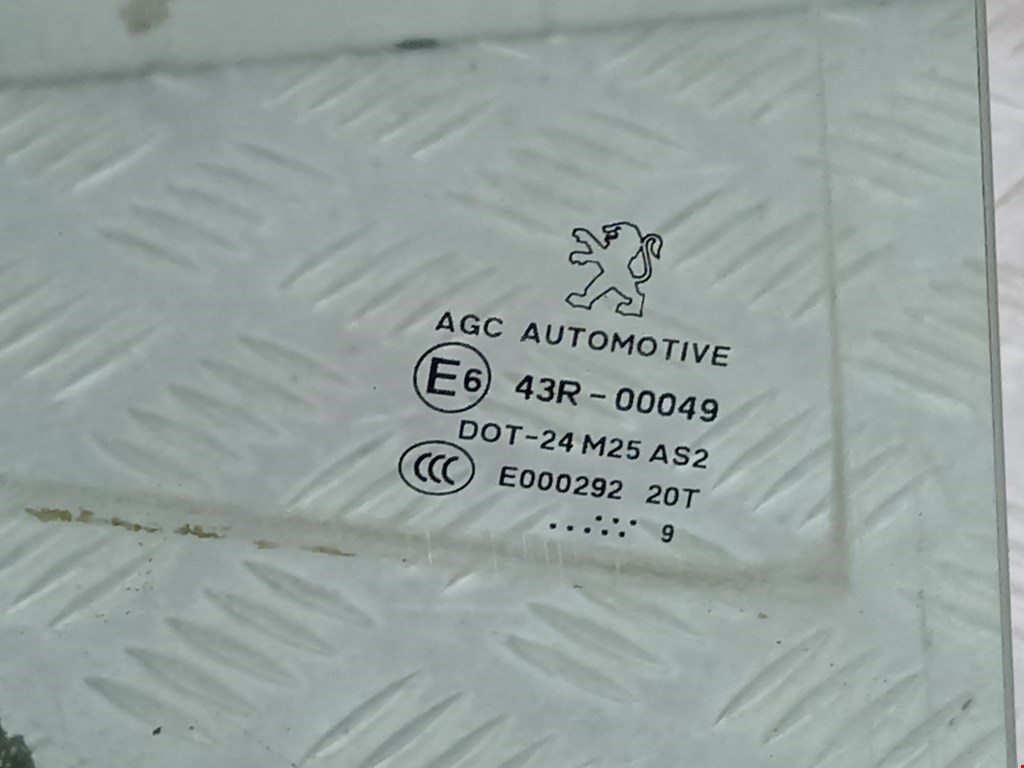 AGC AUTOMOTIVE
E6 43R-00049
DOT-24 M25 AS2
CCC E000292 20T
...:·:·: 9